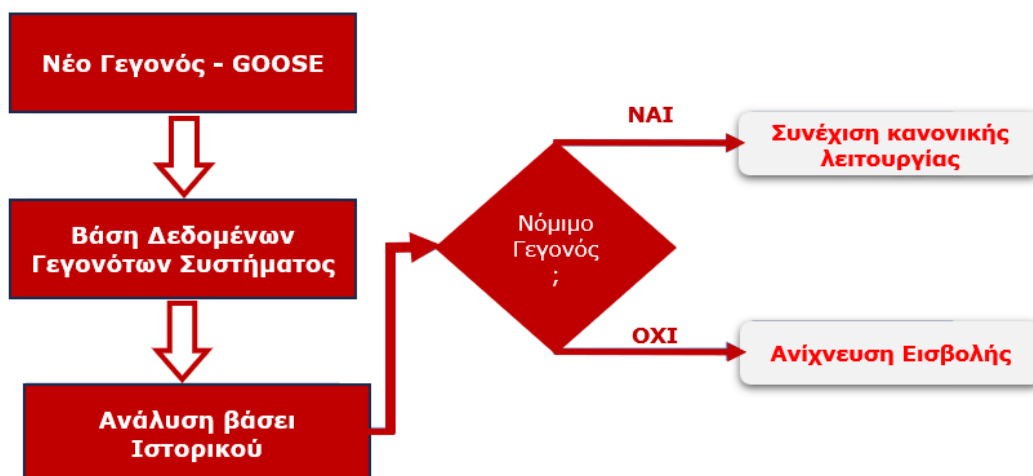 Νέο Γεγονός - GOOSE
Βάση Δεδομένων
Γεγονότων Συστήματος
Ανάλυση βάσει
Ιστορικού
Νόμιμο
Γεγονός
;
ΝΑΙ
Συνέχιση κανονικής
λειτουργίας
ΟΧΙ
Ανίχνευση Εισβολής